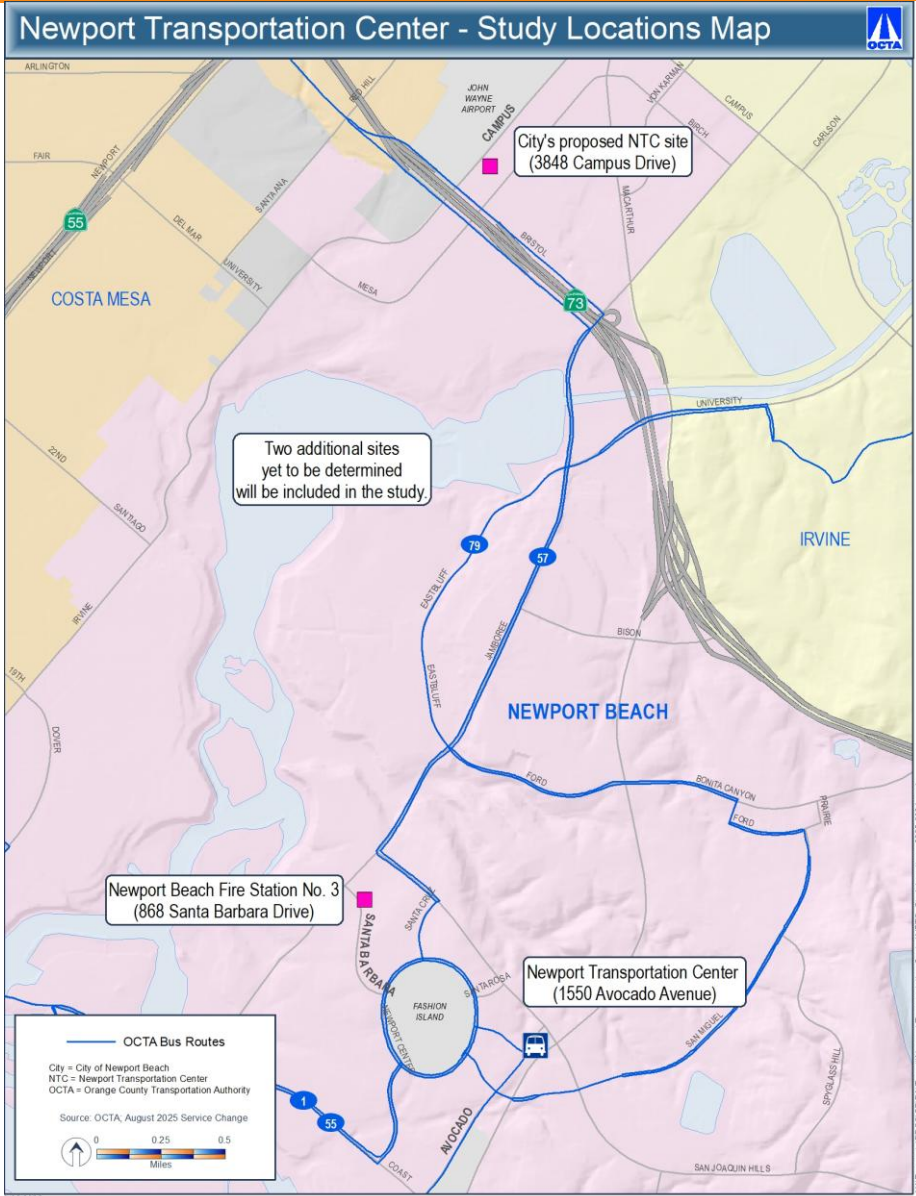 Newport Transportation Center - Study Locations Map
OCTA
ARLINGTON
RED HILL
JOHN
WAYNE
AIRPORT
CAMPUS
VON KARMAN
CAMPUS
BIRCH
CARLSON
City's proposed NTC site
(3848 Campus Drive)
FAIR
NEWPORT
SANTA ANA
MACARTHUR
55
DEL MAR
NEWPORT
UNIVERSITY
BRISTOL
MESA
COSTA MESA
73
UNIVERSITY
Two additional sites
yet to be determined
will be included in the study.
22ND
SANTIAGO
79
57
IRVINE
EASTBLUFF
IRVINE
JAMBOREE
BISON
EASTBLUFF
19TH
DOVER
NEWPORT BEACH
FORD
BONITA CANYON
PRAIRIE
FORD
Newport Beach Fire Station No. 3
(868 Santa Barbara Drive)
SANTA CRUZ
SANTA BARBARA
SANTA ROSA
Newport Transportation Center
(1550 Avocado Avenue)
FASHION
ISLAND
NEWPORT CENTER
SAN MIGUEL
SPYGLASS HILL
OCTA Bus Routes
City = City of Newport Beach
NTC = Newport Transportation Center
OCTA = Orange County Transportation Authority
Source: OCTA, August 2025 Service Change
0 0.25 0.5
Miles
1
55
AVOCADO
COAST
SAN JOAQUIN HILLS